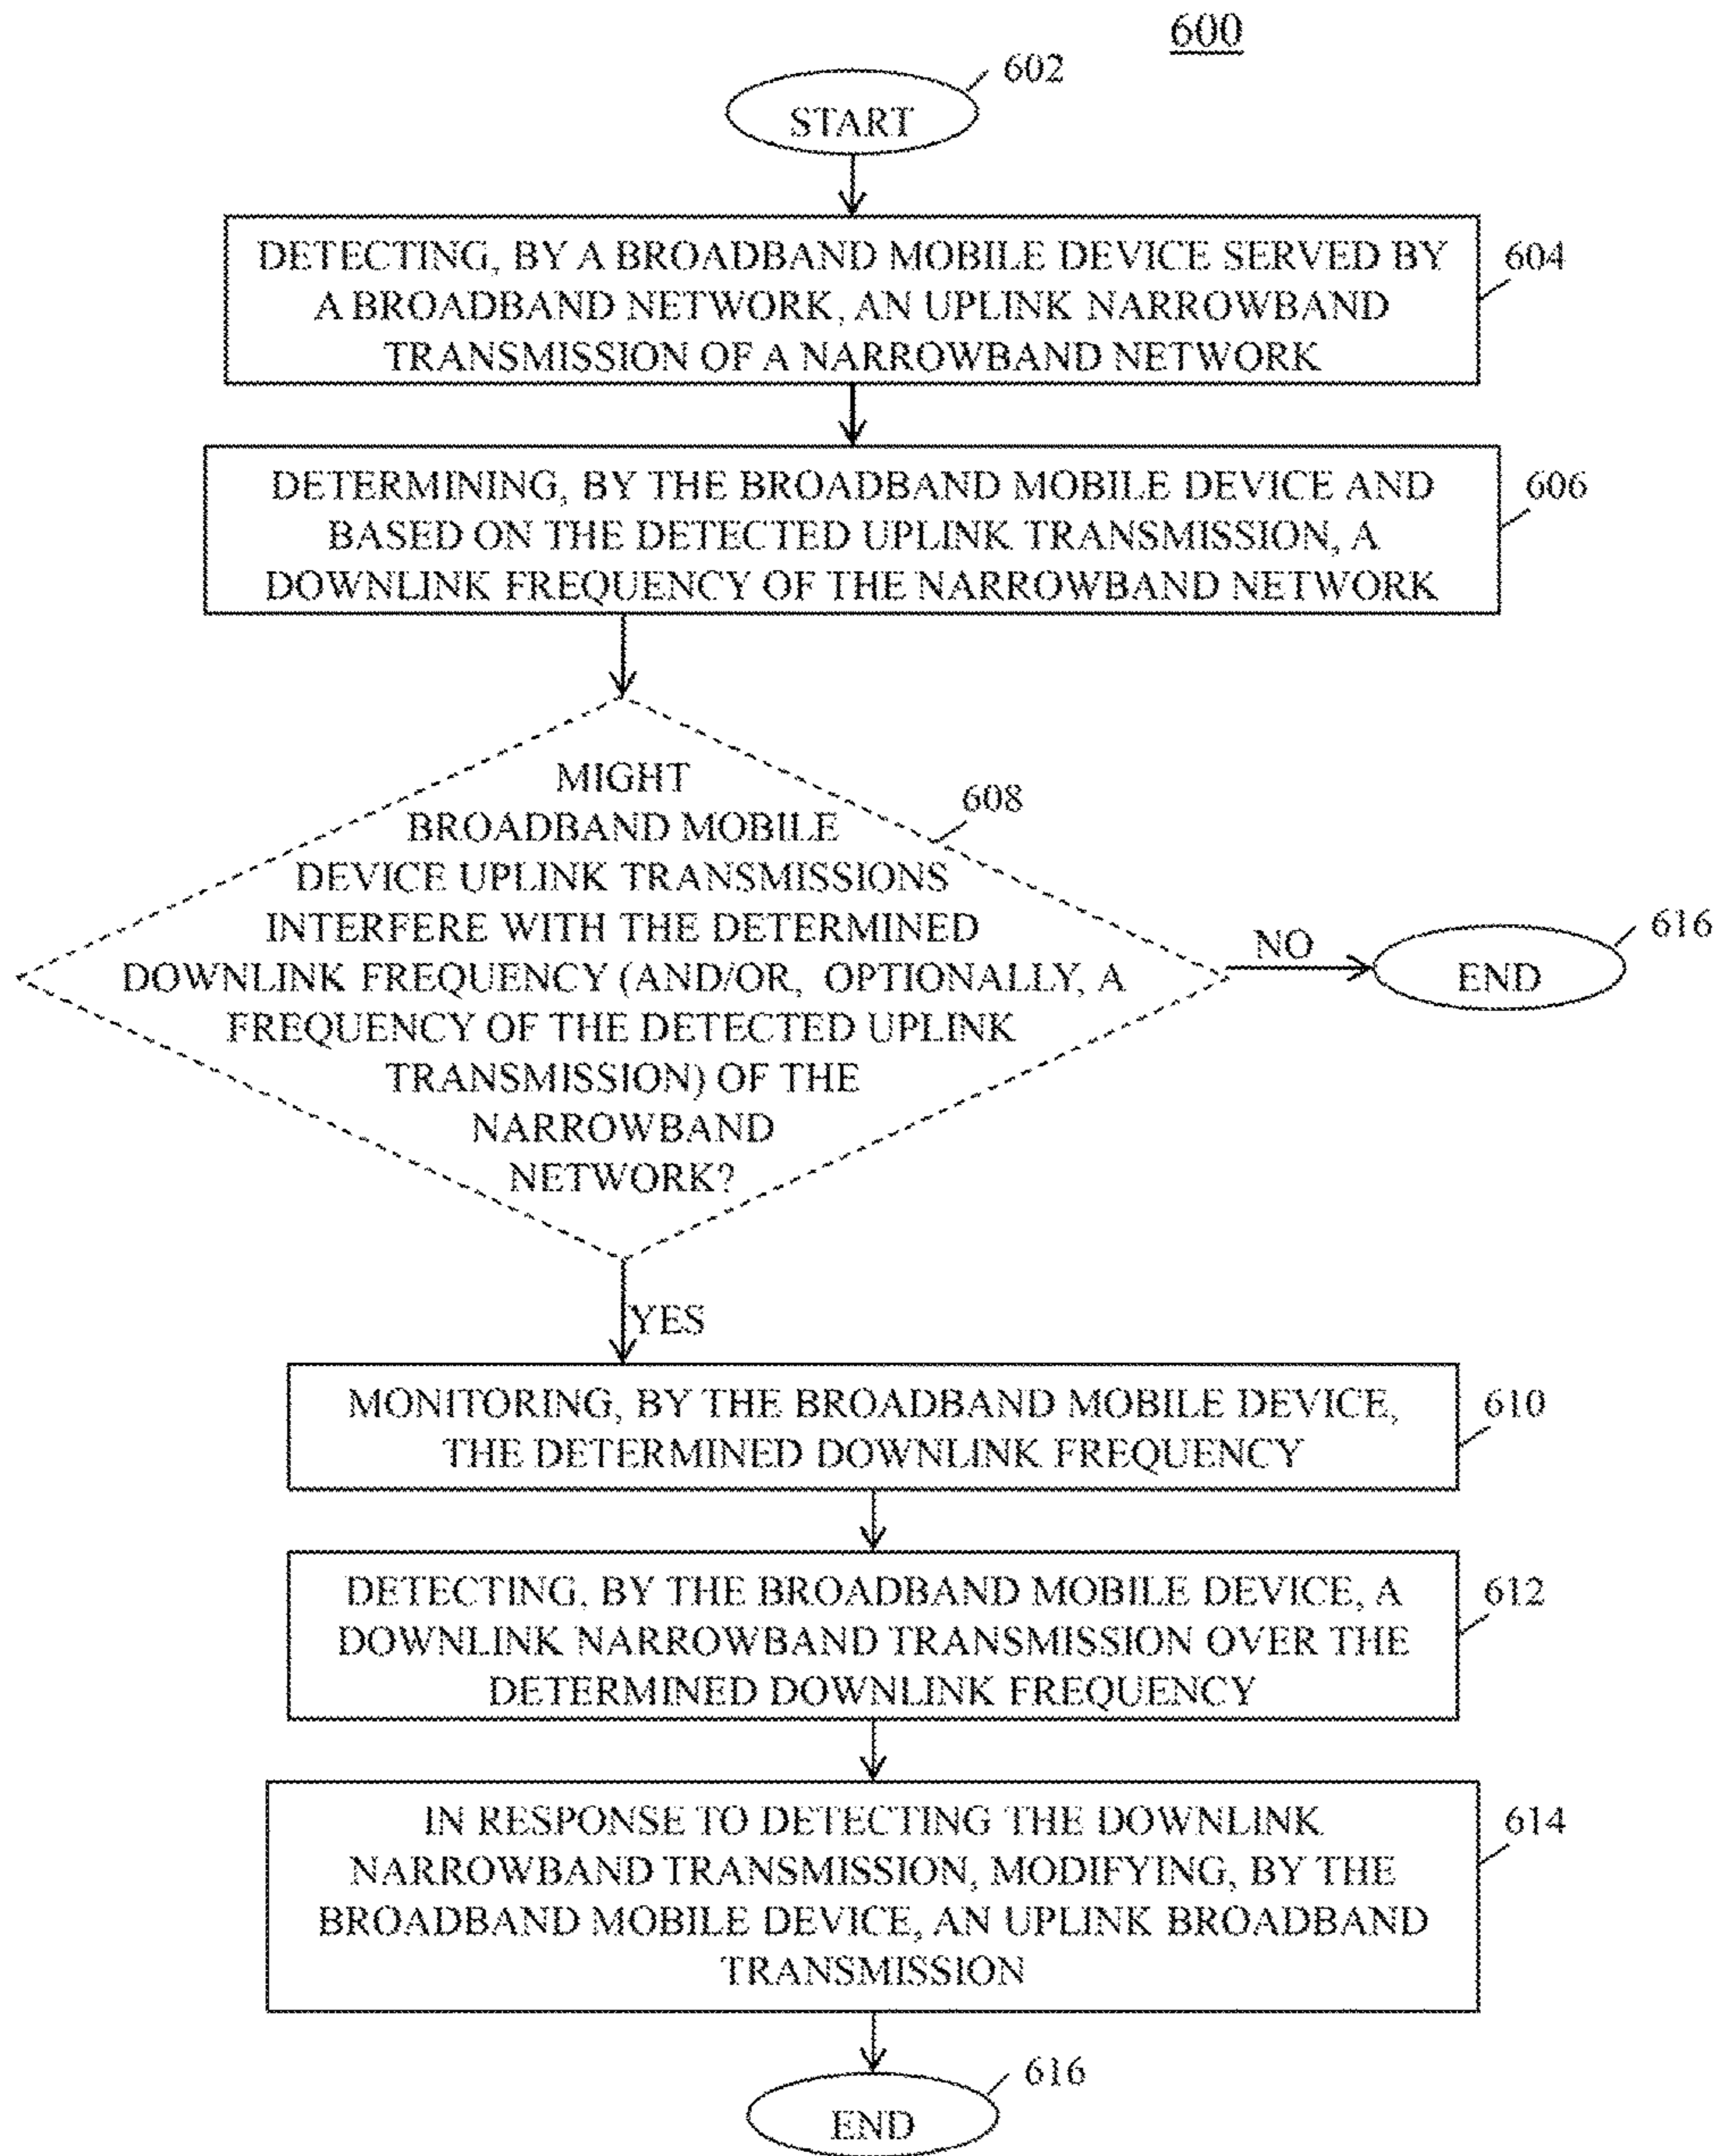 600
602
START
DETECTING, BY A BROADBAND MOBILE DEVICE SERVED BY
A BROADBAND NETWORK, AN UPLINK NARROWBAND
TRANSMISSION OF A NARROWBAND NETWORK
604
DETERMINING, BY THE BROADBAND MOBILE DEVICE AND
BASED ON THE DETECTED UPLINK TRANSMISSION, A
DOWNLINK FREQUENCY OF THE NARROWBAND NETWORK
606
MIGHT
BROADBAND MOBILE
DEVICE UPLINK TRANSMISSIONS
INTERFERE WITH THE DETERMINED
DOWNLINK FREQUENCY (AND/OR, OPTIONALLY, A
FREQUENCY OF THE DETECTED UPLINK
TRANSMISSION) OF THE
NARROWBAND
NETWORK?
608
NO
END
616
YES
MONITORING, BY THE BROADBAND MOBILE DEVICE,
THE DETERMINED DOWNLINK FREQUENCY
610
DETECTING, BY THE BROADBAND MOBILE DEVICE, A
DOWNLINK NARROWBAND TRANSMISSION OVER THE
DETERMINED DOWNLINK FREQUENCY
612
IN RESPONSE TO DETECTING THE DOWNLINK
NARROWBAND TRANSMISSION, MODIFYING, BY THE
BROADBAND MOBILE DEVICE, AN UPLINK BROADBAND
TRANSMISSION
614
616
END